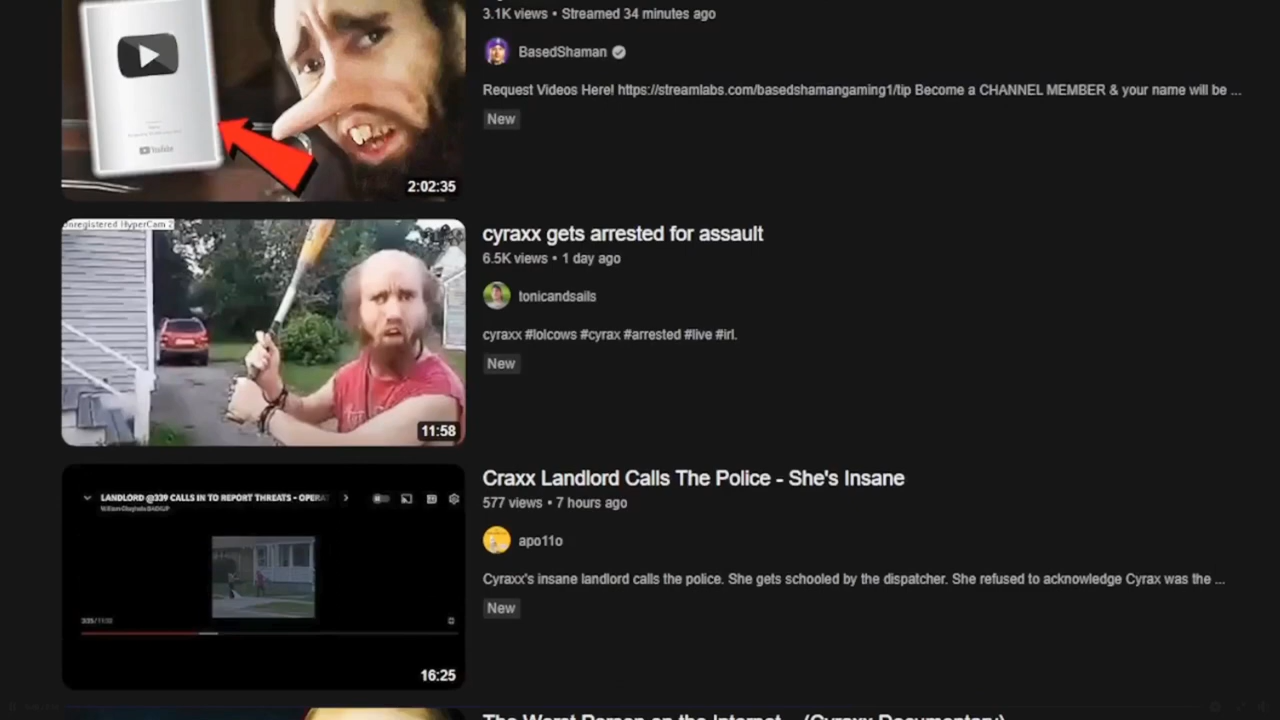 3.1K views • Streamed 34 minutes ago
BasedShaman
Request Videos Here! https://streamlabs.com/basedshamangaming1/tip Become a CHANNEL MEMBER & your name will be ...
New
YouTube
2:02:35
nregistered HyperCam 2
cyraxx gets arrested for assault
6.5K views • 1 day ago
tonicandsails
cyraxx #lolcows #cyrax #arrested #live #irl.
New
11:58
Craxx Landlord Calls The Police - She's Insane
577 views • 7 hours ago
LANDLORD @339 CALLS IN TO REPORT THREATS - OPERA
apo11o
Cyraxx's insane landlord calls the police. She gets schooled by the dispatcher. She refused to acknowledge Cyrax was the ...
New
16:25
The Worst Person on the Internet... (Cyraxx Documentary)